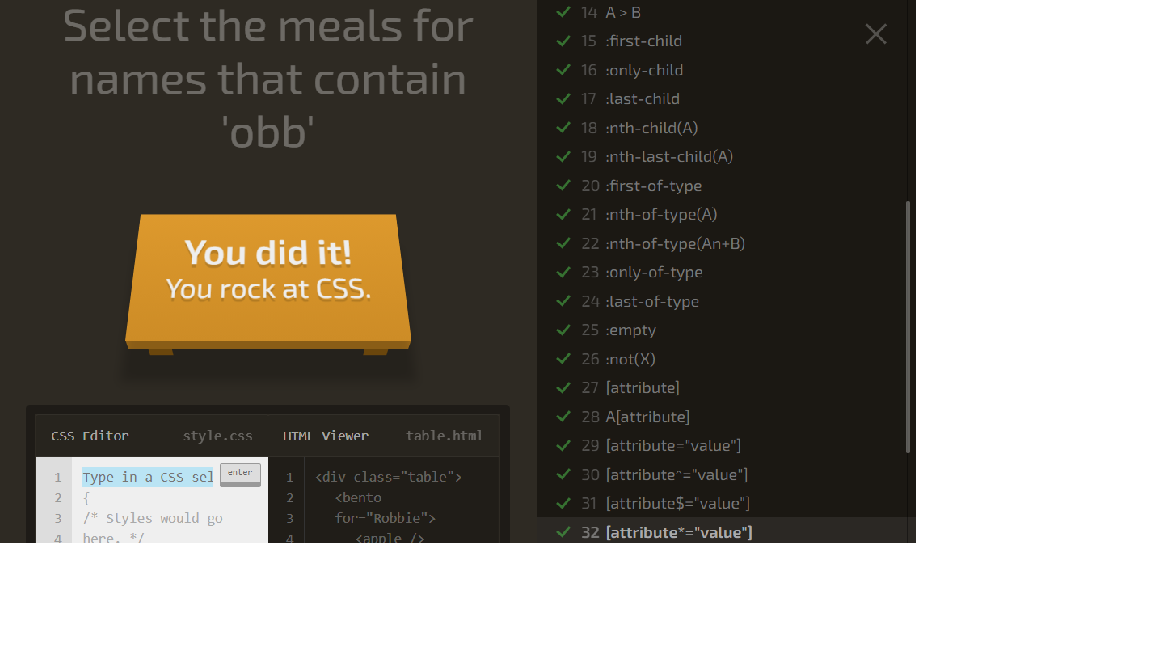 Select the meals for
names that contain
'obb'
You did it!
You rock at CSS.
CSS Editor style.css
1 Type in a CSS sel enter
2 {
3 /* Styles would go
4 here. */
HTML Viewer table.html
1 <div class="table">
2 <bento
3 for="Robbie">
4 <apple />
14 A > B
15 :first-child
16 :only-child
17 :last-child
18 :nth-child(A)
19 :nth-last-child(A)
20 :first-of-type
21 :nth-of-type(A)
22 :nth-of-type(An+B)
23 :only-of-type
24 :last-of-type
25 :empty
26 :not(X)
27 [attribute]
28 A[attribute]
29 [attribute="value"]
30 [attribute^="value"]
31 [attribute$="value"]
32 [attribute*="value"]